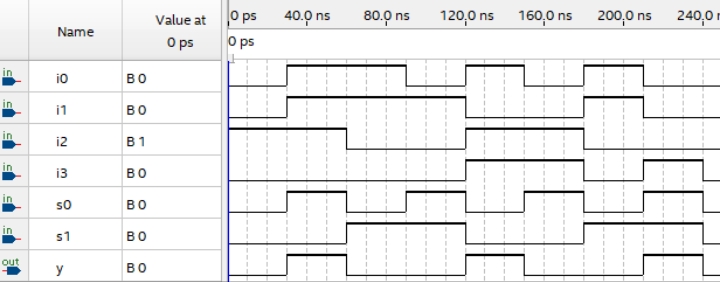 Name
Value at
0 ps
0 ps 40.0 ns 80.0 ns 120.0 ns 160.0 ns 200.0 ns 240.0 n
0 ps
in i0 B 0
in i1 B 0
in i2 B 1
in i3 B 0
in s0 B 0
in s1 B 0
out y B 0